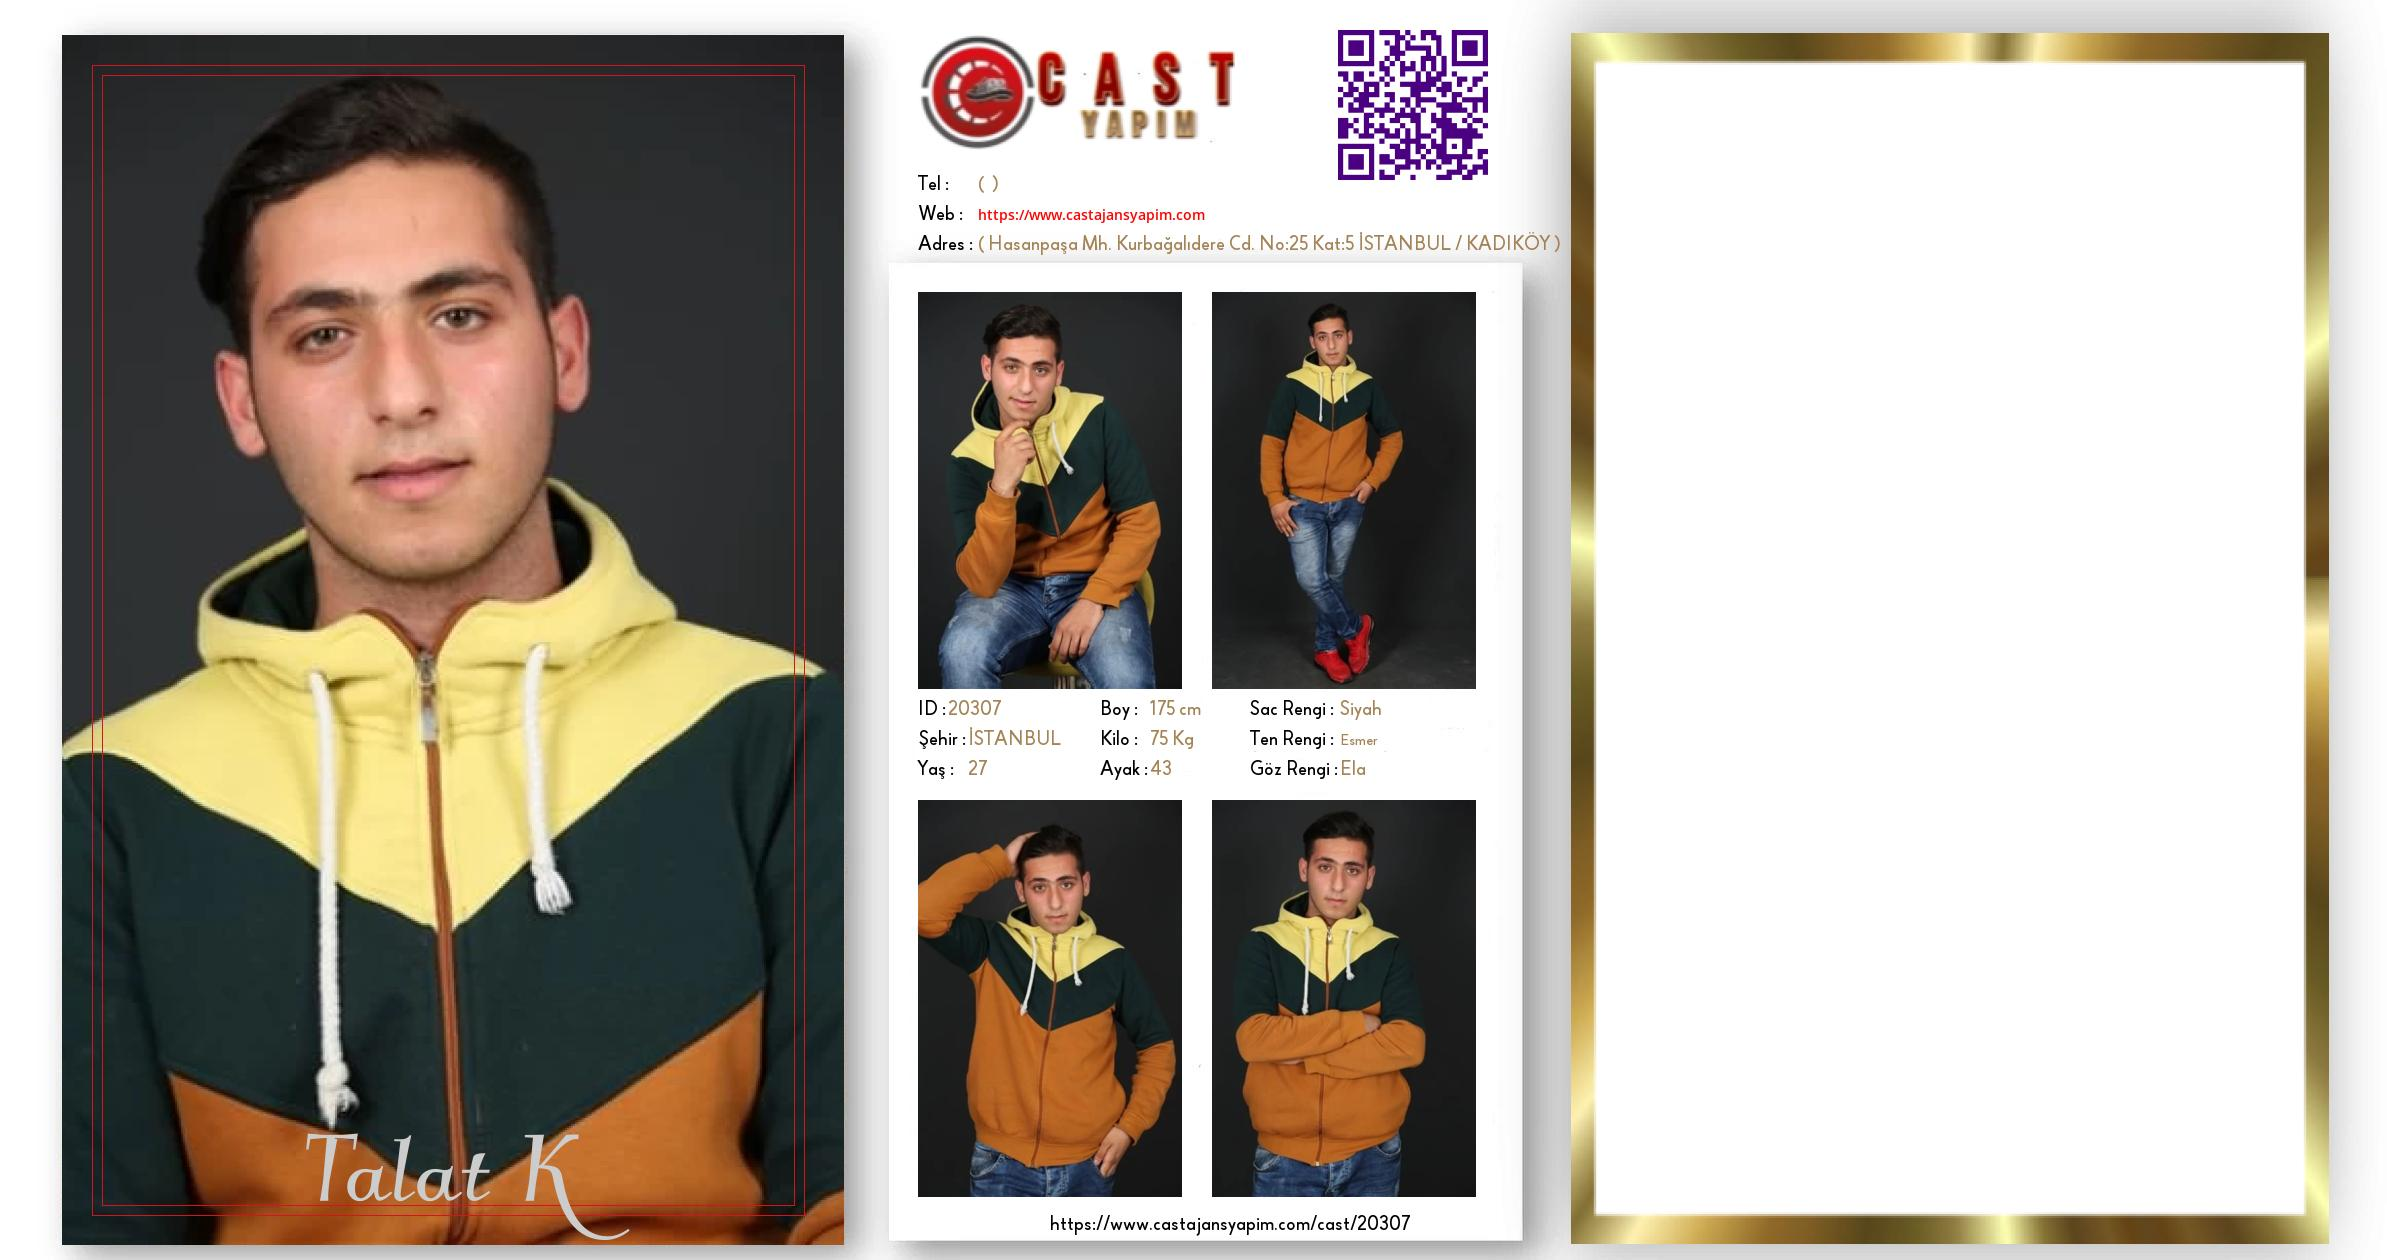 Talat K
CAST
YAPIM
Tel : ( )
Web : https://www.castajansyapim.com
Adres : ( Hasanpaşa Mh. Kurbağalıdere Cd. No:25 Kat:5 İSTANBUL / KADIKÖY )
ID : 20307 Boy : 175 cm Sac Rengi : Siyah
Şehir : İSTANBUL Kilo : 75 Kg Ten Rengi : Esmer
Yaş : 27 Ayak : 43 Göz Rengi : Ela
https://www.castajansyapim.com/cast/20307